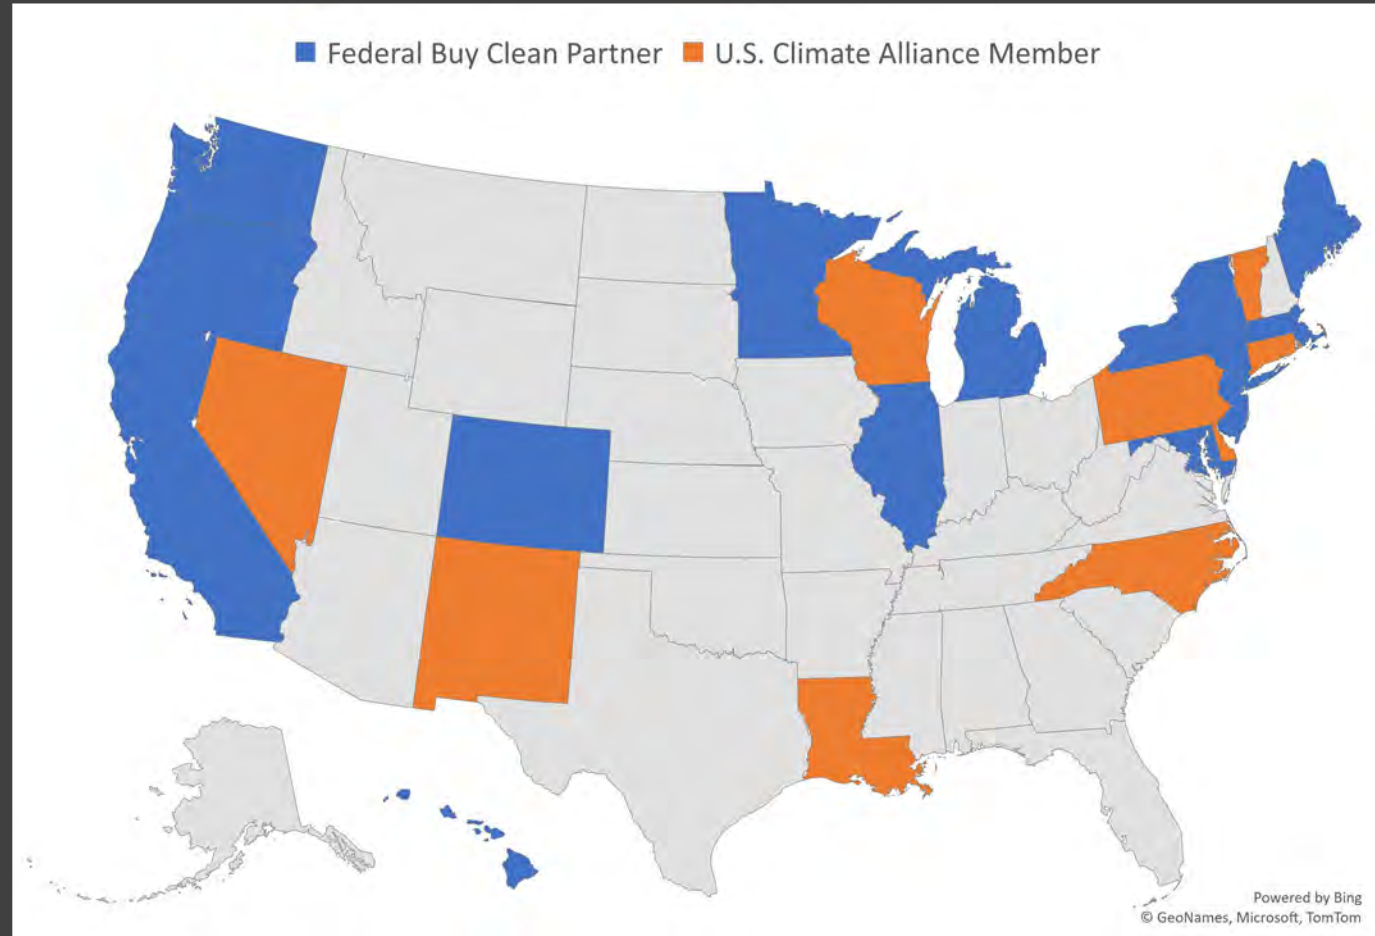 Federal Buy Clean Partner U.S. Climate Alliance Member
Powered by Bing
© GeoNames, Microsoft, TomTom